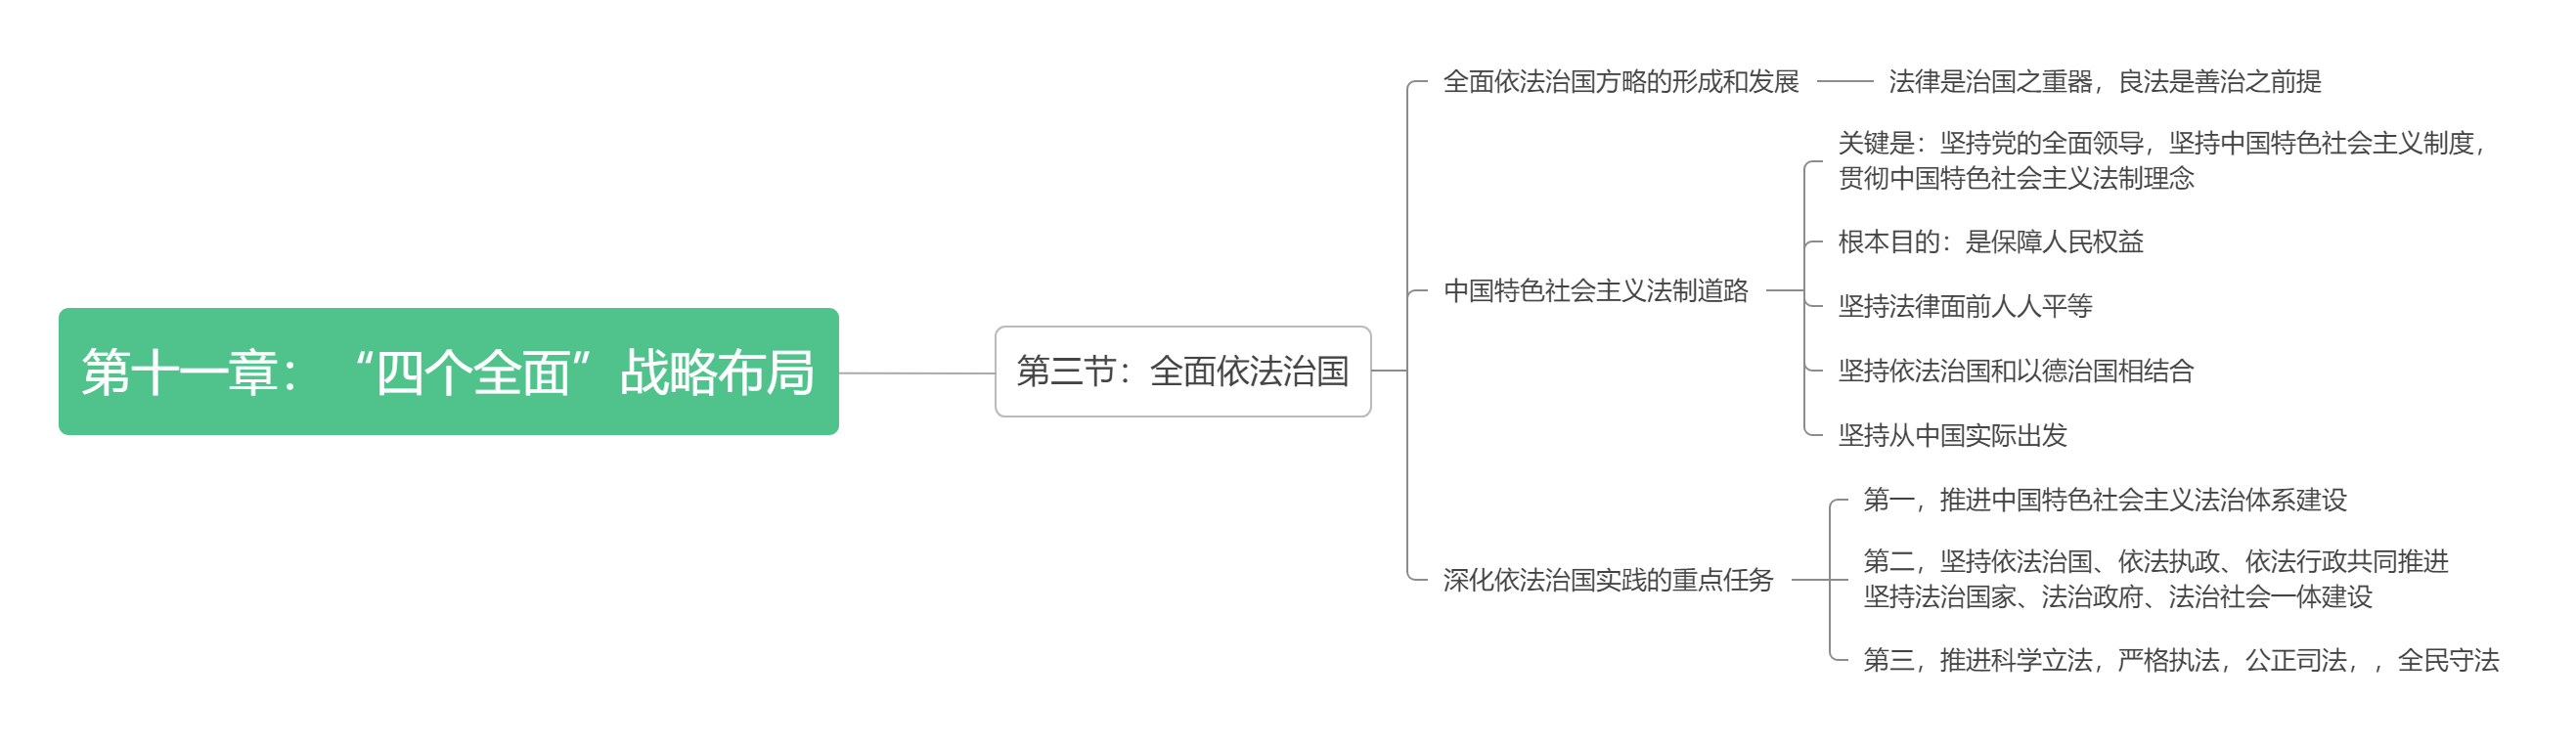 第十一章：“四个全面”战略布局
第三节：全面依法治国
全面依法治国方略的形成和发展
法律是治国之重器，良法是善治之前提
中国特色社会主义法制道路
关键是：坚持党的全面领导，坚持中国特色社会主义制度，
贯彻中国特色社会主义法制理念
根本目的：是保障人民权益
坚持法律面前人人平等
坚持依法治国和以德治国相结合
坚持从中国实际出发
深化依法治国实践的重点任务
第一，推进中国特色社会主义法治体系建设
第二，坚持依法治国、依法执政、依法行政共同推进
坚持法治国家、法治政府、法治社会一体建设
第三，推进科学立法，严格执法，公正司法，，全民守法